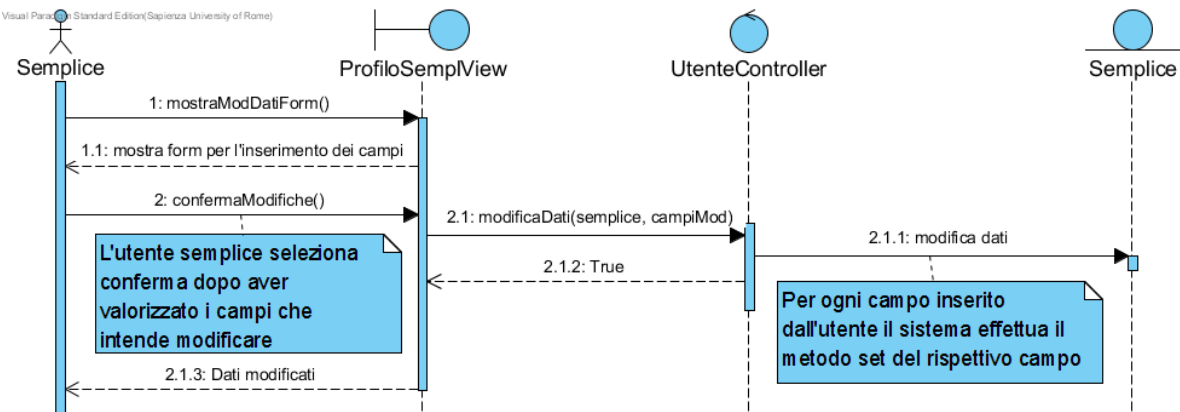 Visual Paradigm Standard Edition(Sapienza University of Rome)
Semplice
ProfiloSemplView
UtenteController
Semplice
1: mostraModDatiForm()
1.1: mostra form per l'inserimento dei campi
2: confermaModifiche()
2.1: modificaDati(semplice, campiMod)
2.1.1: modifica dati
2.1.2: True
L'utente semplice seleziona
conferma dopo aver
valorizzato i campi che
intende modificare
Per ogni campo inserito
dall'utente il sistema effettua il
metodo set del rispettivo campo
2.1.3: Dati modificati